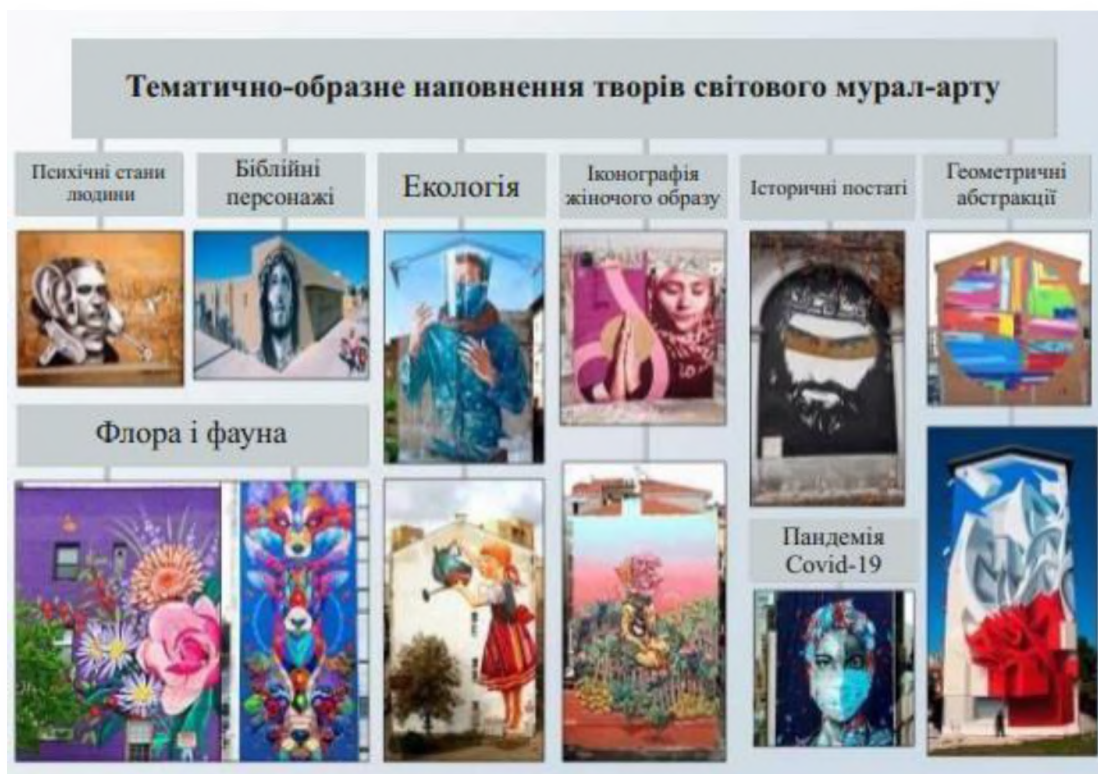 Тематично-образне наповнення творів світового мурал-арту
Психічні стани
людини
Біблійні
персонажі
Екологія
Іконографія
жіночого образу
Історичні постаті
Геометричні
абстракції
Флора і фауна
Пандемія
Covid-19